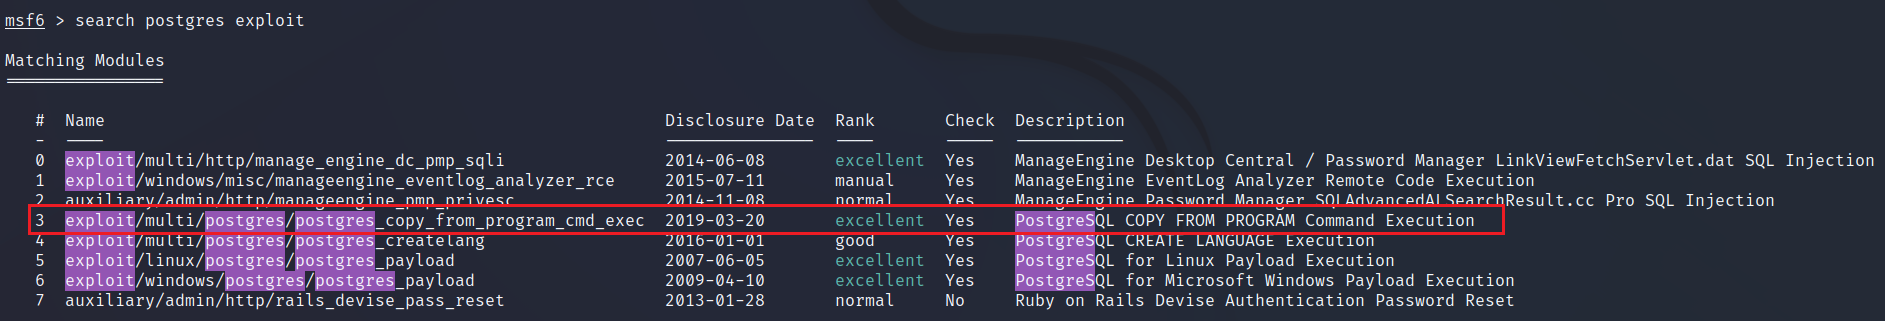 msf6 > search postgres exploit
Matching Modules
================
# Name Disclosure Date Rank Check Description
- ---- --------------- ---- ----- -----------
0 exploit/multi/http/manage_engine_dc_pmp_sqli 2014-06-08 excellent Yes ManageEngine Desktop Central / Password Manager LinkViewFetchServlet.dat SQL Injection
1 exploit/windows/misc/manageengine_eventlog_analyzer_rce 2015-07-11 manual Yes ManageEngine EventLog Analyzer Remote Code Execution
2 auxiliary/admin/http/manageengine_pmp_privesc 2014-11-08 normal Yes ManageEngine Password Manager SQLAdvancedALSearchResult.cc Pro SQL Injection
3 exploit/multi/postgres/postgres_copy_from_program_cmd_exec 2019-03-20 excellent Yes PostgreSQL COPY FROM PROGRAM Command Execution
4 exploit/multi/postgres/postgres_createlang 2016-01-01 good Yes PostgreSQL CREATE LANGUAGE Execution
5 exploit/linux/postgres/postgres_payload 2007-06-05 excellent Yes PostgreSQL for Linux Payload Execution
6 exploit/windows/postgres/postgres_payload 2009-04-10 excellent Yes PostgreSQL for Microsoft Windows Payload Execution
7 auxiliary/admin/http/rails_devise_pass_reset 2013-01-28 normal No Ruby on Rails Devise Authentication Password Reset